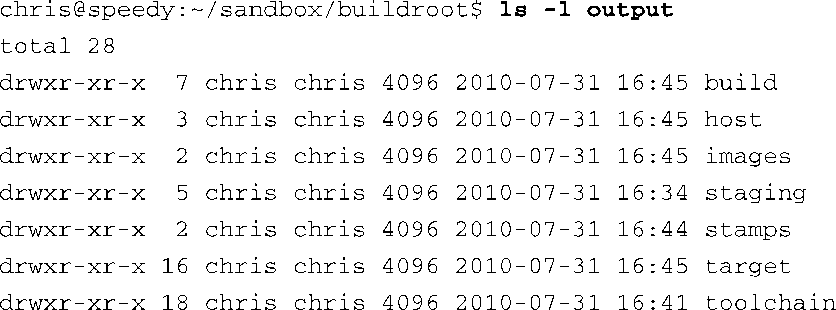 chris@speedy:~/sandbox/buildroot$ ls -l output
total 28
drwxr-xr-x  7 chris chris 4096 2010-07-31 16:45 build
drwxr-xr-x  3 chris chris 4096 2010-07-31 16:45 host
drwxr-xr-x  2 chris chris 4096 2010-07-31 16:45 images
drwxr-xr-x  5 chris chris 4096 2010-07-31 16:34 staging
drwxr-xr-x  2 chris chris 4096 2010-07-31 16:44 stamps
drwxr-xr-x 16 chris chris 4096 2010-07-31 16:45 target
drwxr-xr-x 18 chris chris 4096 2010-07-31 16:41 toolchain